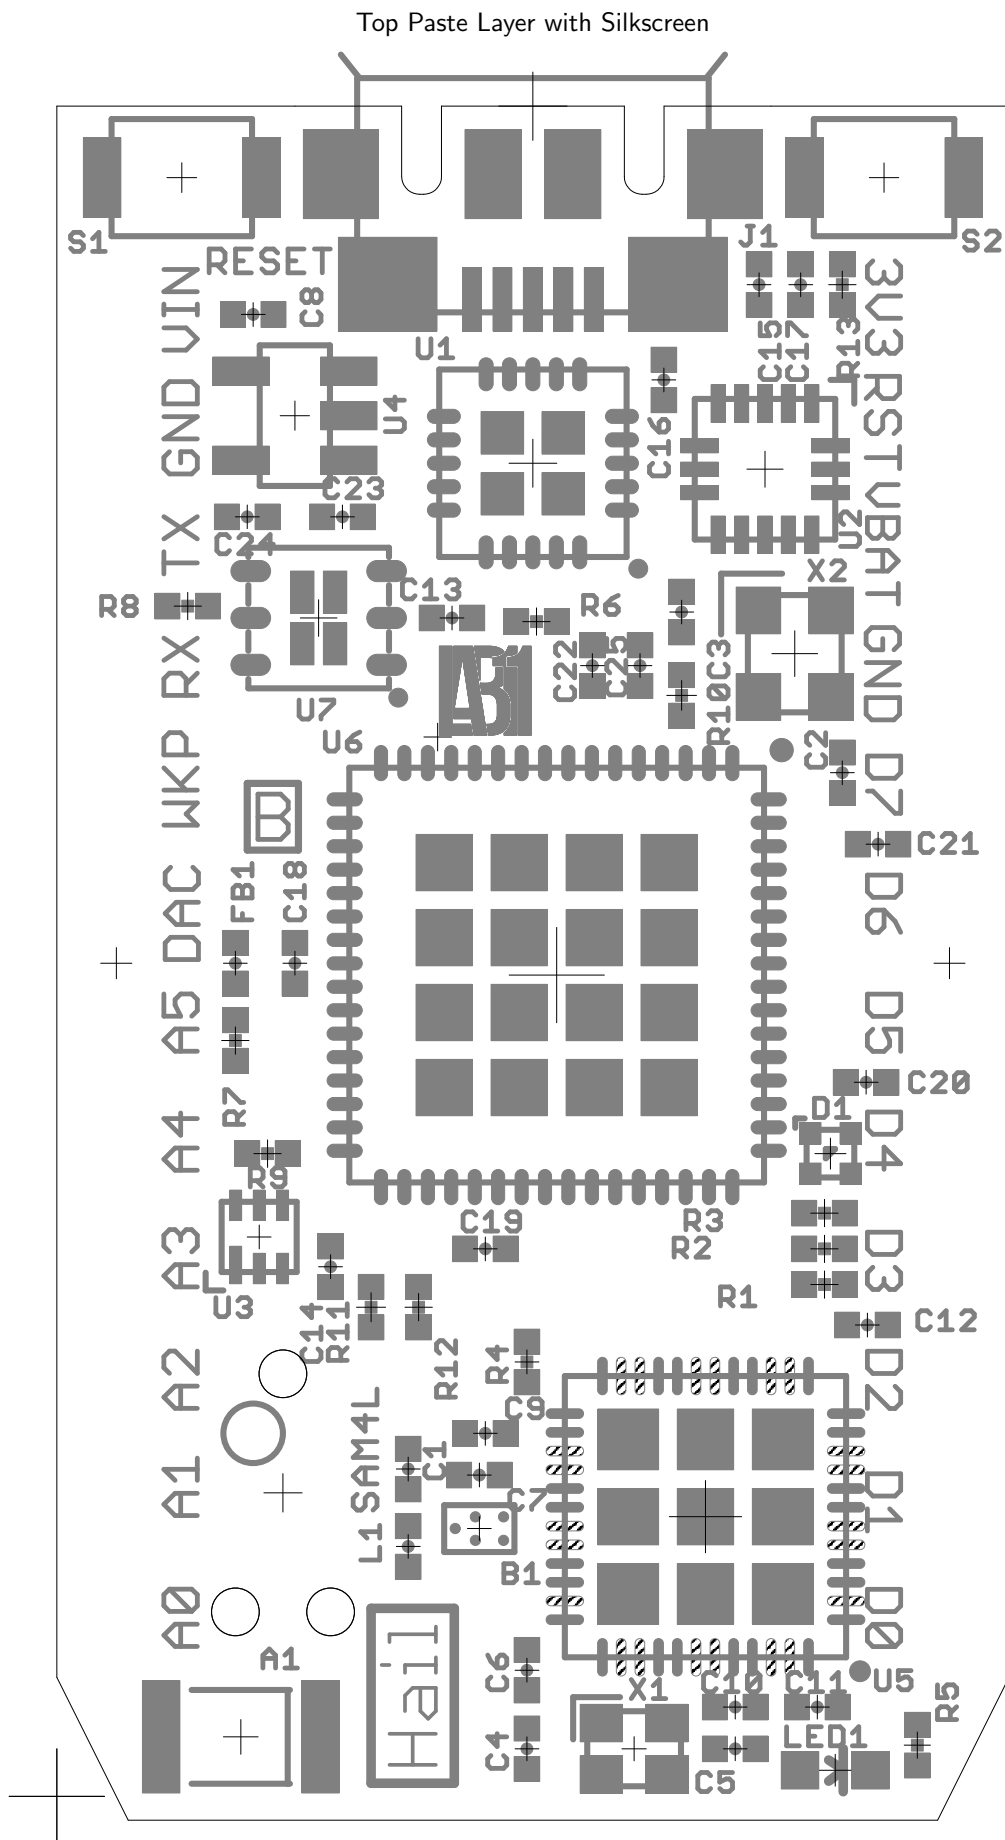 Top Paste Layer with Silkscreen
S1
S2
J1
RESET
VIN
C8
3V3
U1
C15
C17
R13
GND
U4
C16
RST
C23
U2
TX
C24
VBAT
X2
R8
C13
R6
RX
C22
C25
C3
GND
U7
LAB11
R10
U6
WKP
C2
D7
B
C21
DAC
FB1
C18
D6
A5
D5
C20
R7
D1
A4
D4
R9
R3
C19
R2
A3
D3
U3
R1
C14
R11
C12
A2
R12
R4
D2
C9
SAM4L
C1
A1
C7
D1
L1
B1
A0
D0
A1
Hail
C6
C10
C11
U5
X1
R5
LED1
C4
C5